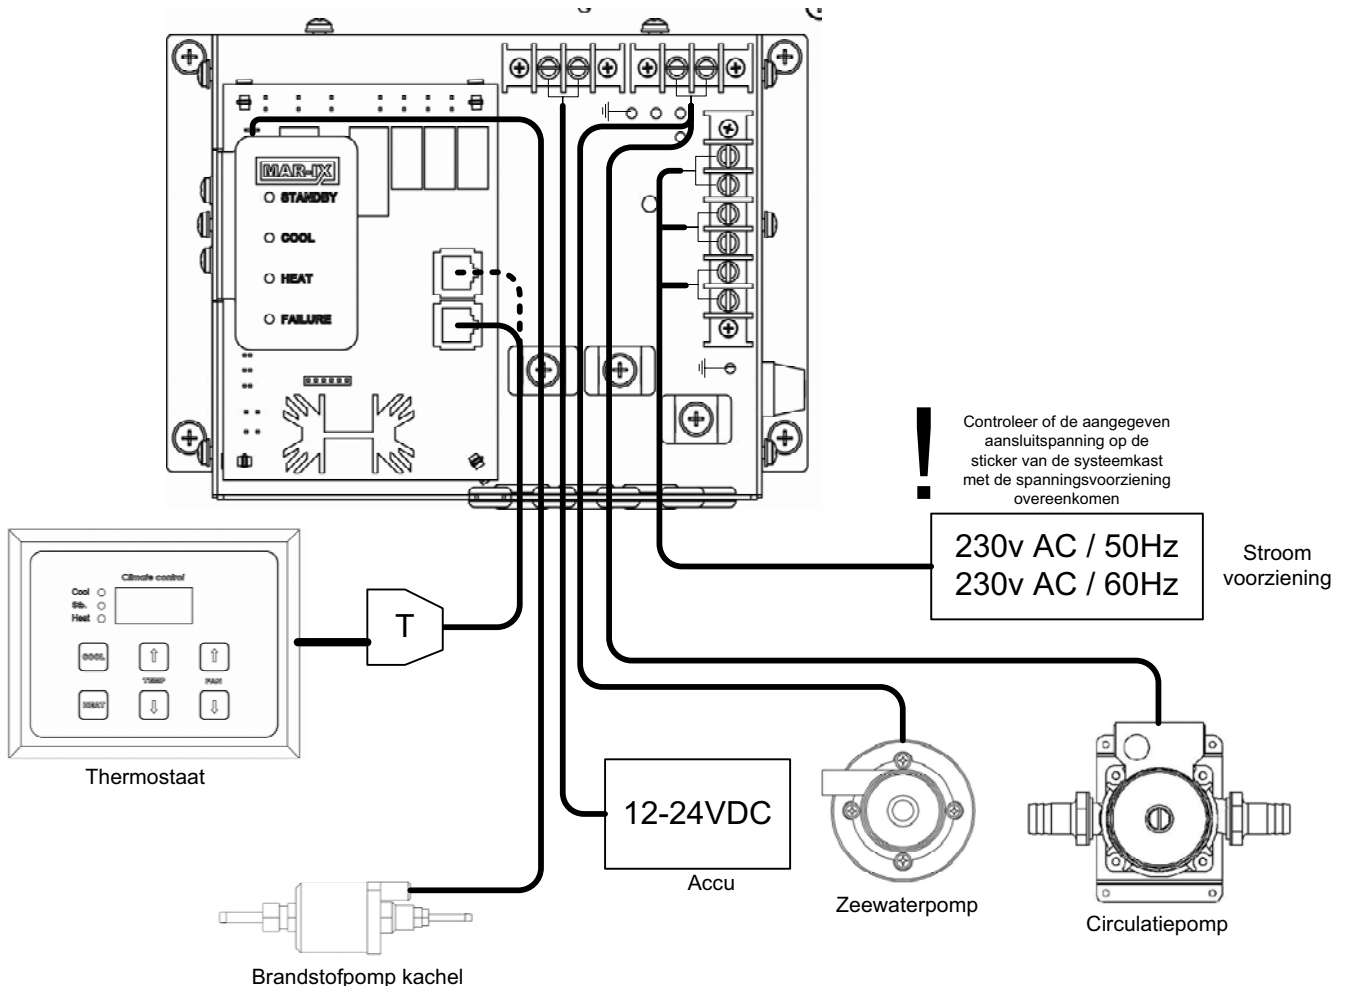 MAR-IX
STANDBY
COOL
HEAT
FAILURE
Controleer of de aangegeven
aansluitspanning op de
sticker van de systeemkast
met de spanningsvoorziening
overeenkomen
!
230v AC / 50Hz
230v AC / 60Hz
Stroom
voorziening
Climate control
Cool
Stb.
Heat
COOL
TEMP
FAN
HEAT
T
Thermostaat
12-24VDC
Accu
Zeewaterpomp
Circulatiepomp
Brandstofpomp kachel